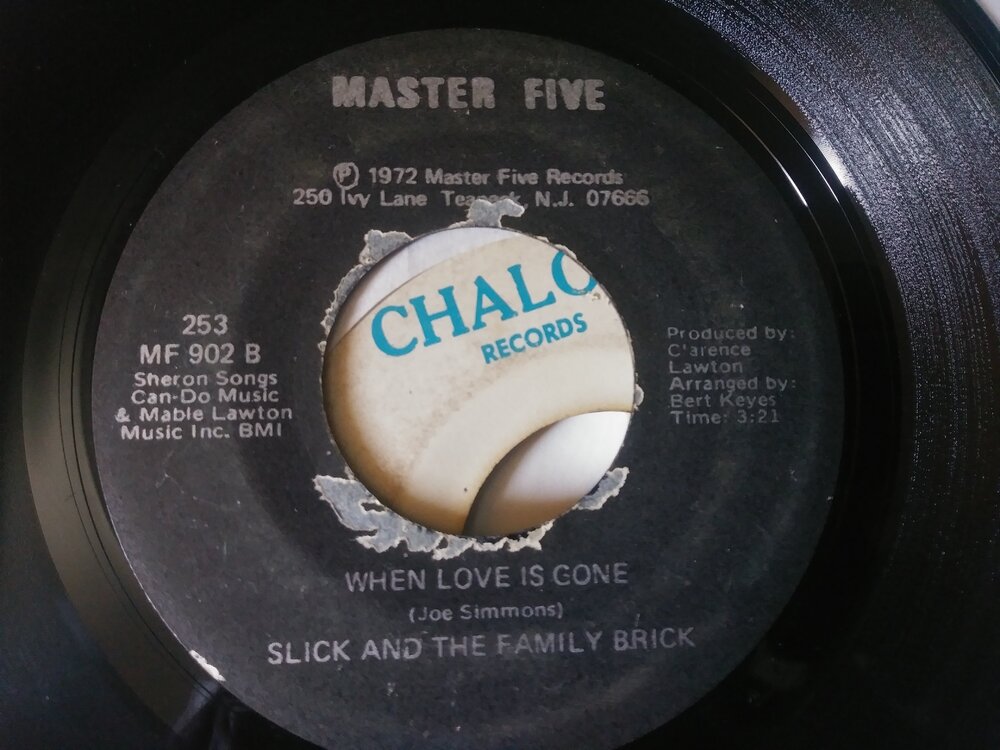 MASTER FIVE
Ⓟ 1972 Master Five Records
250 Ivy Lane Teaneck, N.J. 07666
CHALO
RECORDS
253
MF 902 B
Sheron Songs
Can-Do Music
& Mable Lawton
Music Inc. BMI
Produced by:
C'arence
Lawton
Arranged by:
Bert Keyes
Time: 3:21
WHEN LOVE IS GONE
(Joe Simmons)
SLICK AND THE FAMILY BRICK